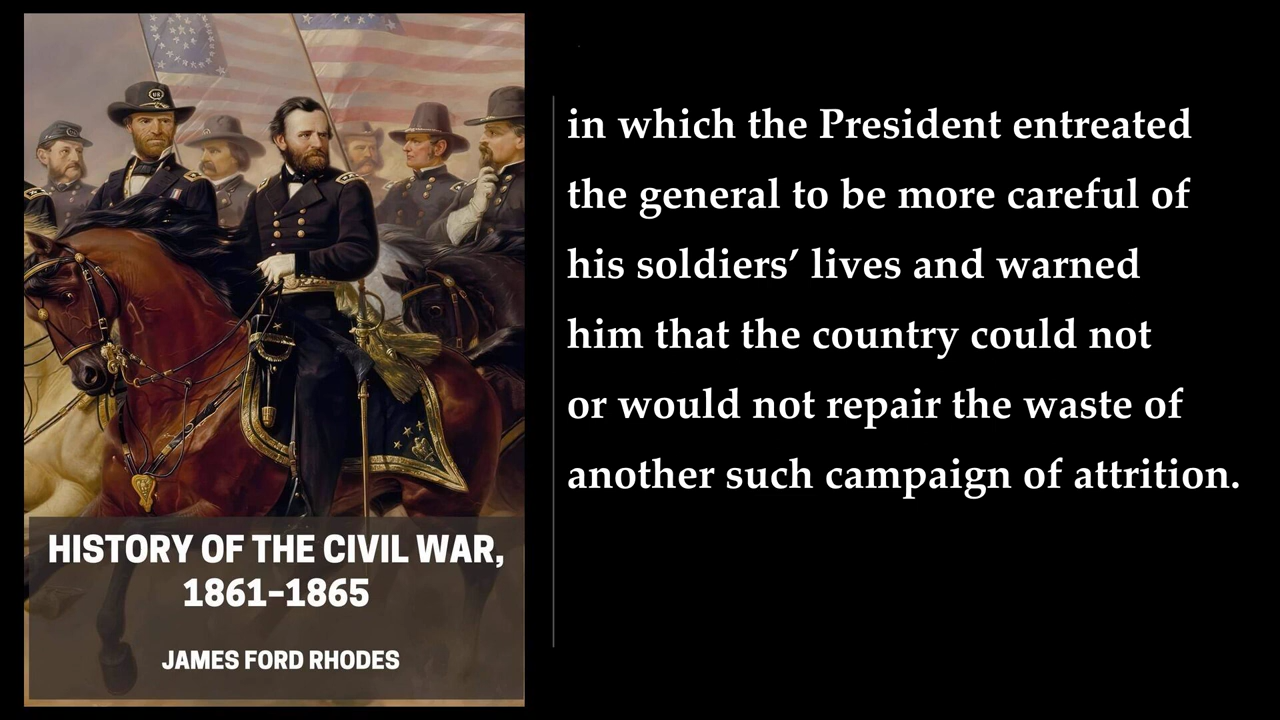 in which the President entreated
the general to be more careful of
his soldiers’ lives and warned
him that the country could not
or would not repair the waste of
another such campaign of attrition.
HISTORY OF THE CIVIL WAR,
1861–1865
JAMES FORD RHODES